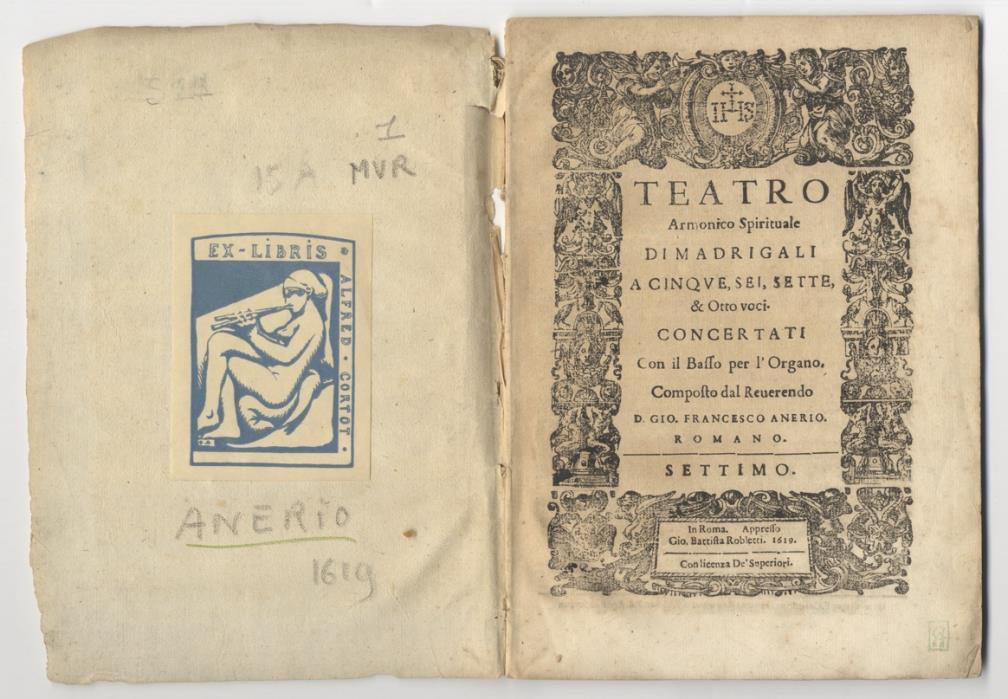 1
15 A MVR
EX-LIBRIS
ALFRED · CORTOT ·
ANERIO
1619
IHS
TEATRO
Armonico Spirituale
DI MADRIGALI
A CINQVE, SEI, SETTE,
& Otto voci.
CONCERTATI
Con il Baſſo per l'Organo.
Compoſto dal Reuerendo
D. GIO. FRANCESCO ANERIO.
ROMANO.
SETTIMO.
In Roma. Appreſſo
Gio. Battiſta Robletti. 1619.
Con licenza De' Superiori.